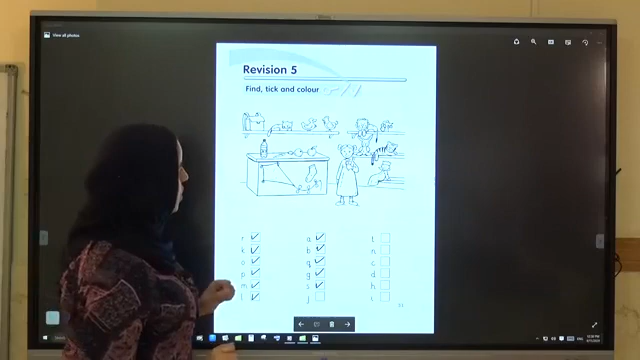 View all photos
Revision 5
Find, tick and colour
r a t
k b n
o q c
p g d
m s h
l j i